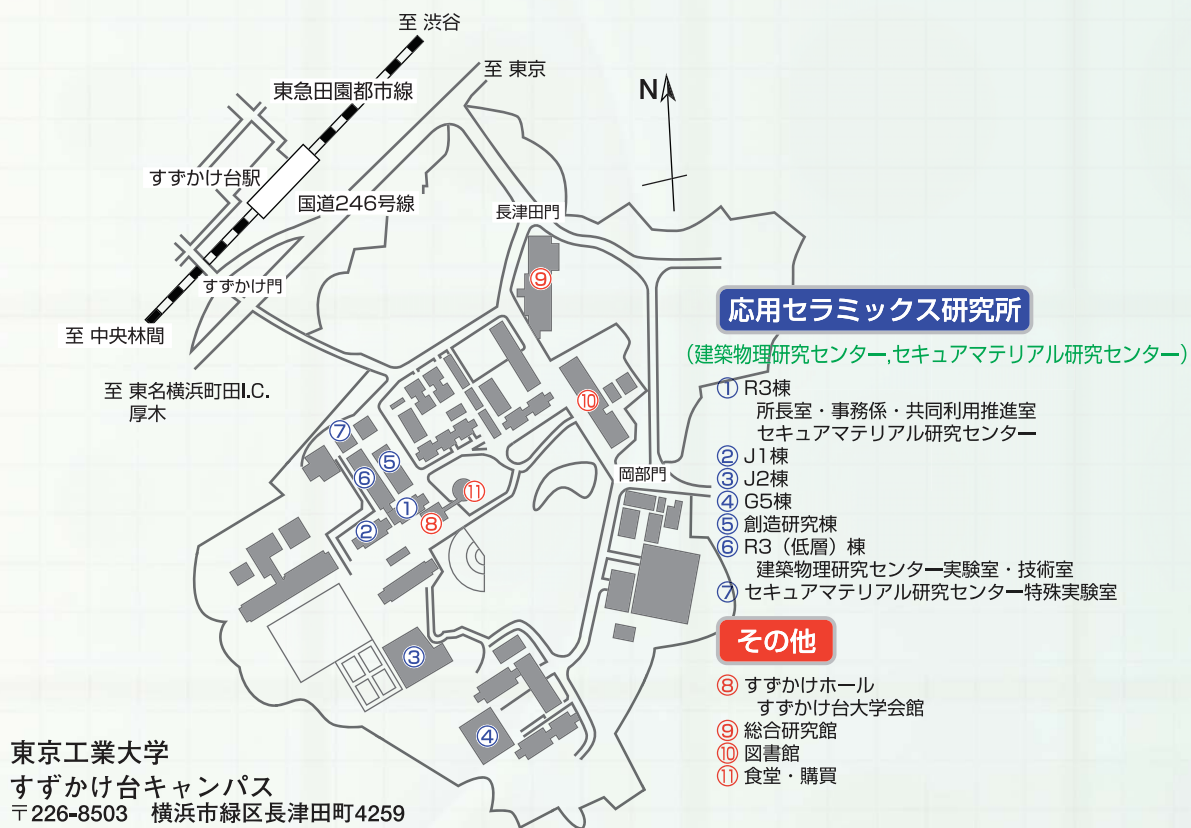 至 渋谷
至 東京
東急田園都市線
N
すずかけ台駅
国道246号線
長津田門
すずかけ門
至 中央林間
至 東名横浜町田I.C.
厚木
岡部門
⑨
⑩
⑦
⑤
⑥
⑪
①
⑧
②
③
④
応用セラミックス研究所
(建築物理研究センター,セキュアマテリアル研究センター)
① R3棟
所長室・事務係・共同利用推進室
セキュアマテリアル研究センター
② J1棟
③ J2棟
④ G5棟
⑤ 創造研究棟
⑥ R3（低層）棟
建築物理研究センター実験室・技術室
⑦ セキュアマテリアル研究センター特殊実験室
その他
⑧ すずかけホール
すずかけ台大学会館
⑨ 総合研究館
⑩ 図書館
⑪ 食堂・購買
東京工業大学
すずかけ台キャンパス
〒226-8503　横浜市緑区長津田町4259